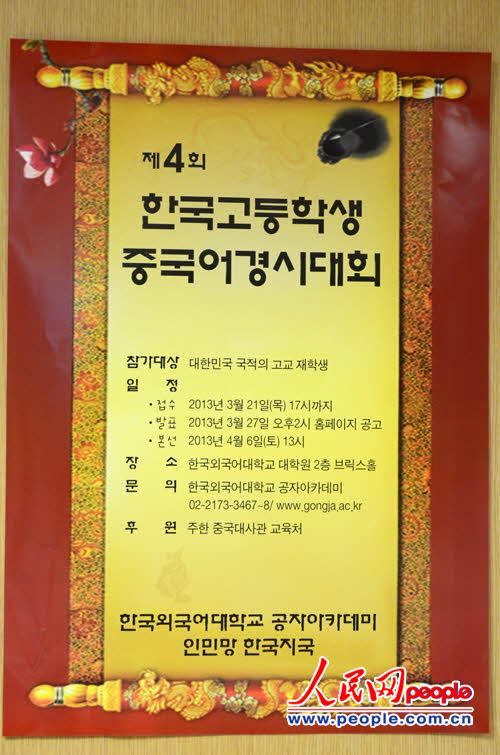 제4회
한국고등학생
중국어경시대회
참가대상 대한민국 국적의 고교 재학생
일 정
• 접수 2013년 3월 21일(목) 17시까지
• 발표 2013년 3월 27일 오후2시 홈페이지 공고
• 본선 2013년 4월 6일(토) 13시
장 소 한국외국어대학교 대학원 2층 브릭스홀
문 의 한국외국어대학교 공자아카데미
02-2173-3467~8/ www.gongja.ac.kr
후 원 주한 중국대사관 교육처
한국외국어대학교 공자아카데미
인민망 한국지국
人民网 people
www.people.com.cn